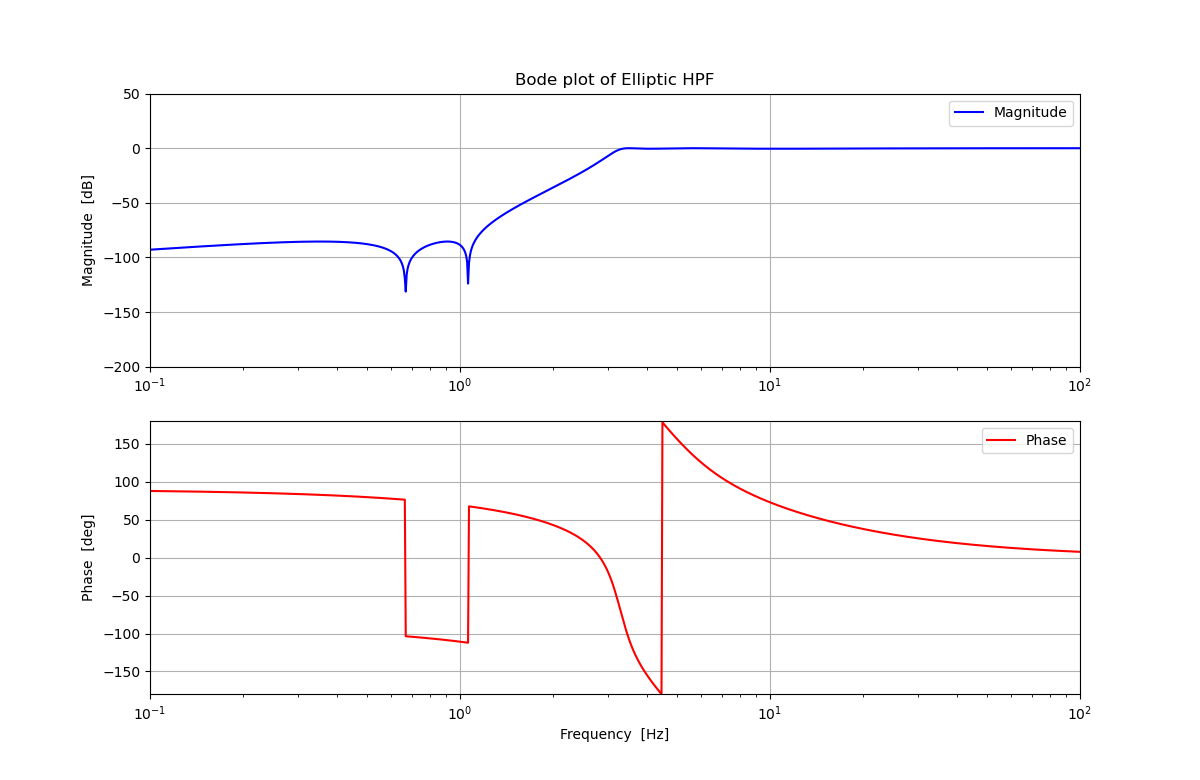 Bode plot of Elliptic HPF
50
0
−50
−100
−150
−200
Magnitude [dB]
Magnitude
10⁻¹ 10⁰ 10¹ 10²
150
100
50
0
−50
−100
−150
Phase [deg]
Phase
10⁻¹ 10⁰ 10¹ 10²
Frequency [Hz]